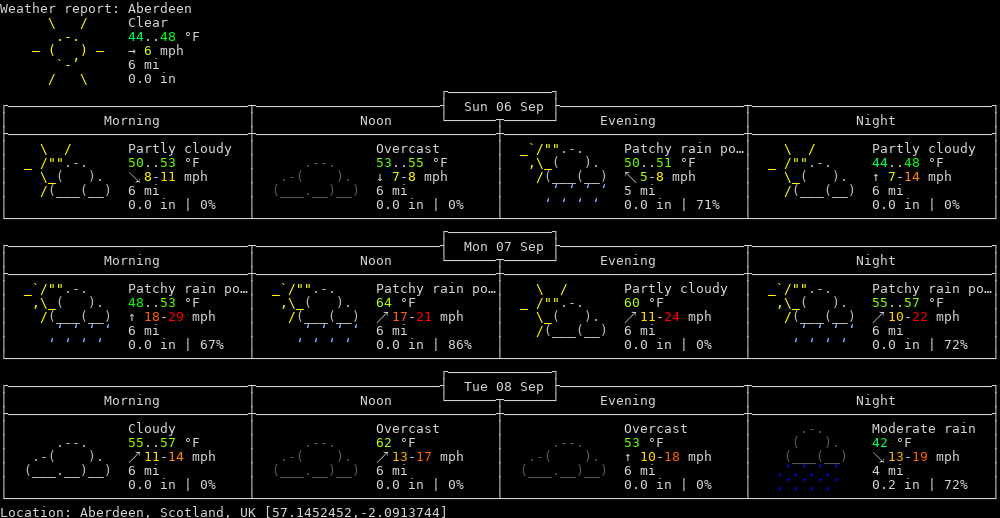 Weather report: Aberdeen
Clear
44..48 °F
→ 6 mph
6 mi
0.0 in
Sun 06 Sep
Morning Noon Evening Night
Partly cloudy Overcast Patchy rain po… Partly cloudy
50..53 °F 53..55 °F 50..51 °F 44..48 °F
↘ 8-11 mph ↓ 7-8 mph ↖ 5-8 mph ↑ 7-14 mph
6 mi 6 mi 5 mi 6 mi
0.0 in | 0% 0.0 in | 0% 0.0 in | 71% 0.0 in | 0%
Mon 07 Sep
Morning Noon Evening Night
Patchy rain po… Patchy rain po… Partly cloudy Patchy rain po…
48..53 °F 64 °F 60 °F 55..57 °F
↑ 18-29 mph ↗ 17-21 mph ↗ 11-24 mph ↗ 10-22 mph
6 mi 6 mi 6 mi 6 mi
0.0 in | 67% 0.0 in | 86% 0.0 in | 0% 0.0 in | 72%
Tue 08 Sep
Morning Noon Evening Night
Cloudy Overcast Overcast Moderate rain
55..57 °F 62 °F 53 °F 42 °F
↗ 11-14 mph ↗ 13-17 mph ↑ 10-18 mph ↘ 13-19 mph
6 mi 6 mi 6 mi 4 mi
0.0 in | 0% 0.0 in | 0% 0.0 in | 0% 0.2 in | 72%
Location: Aberdeen, Scotland, UK [57.1452452,-2.0913744]